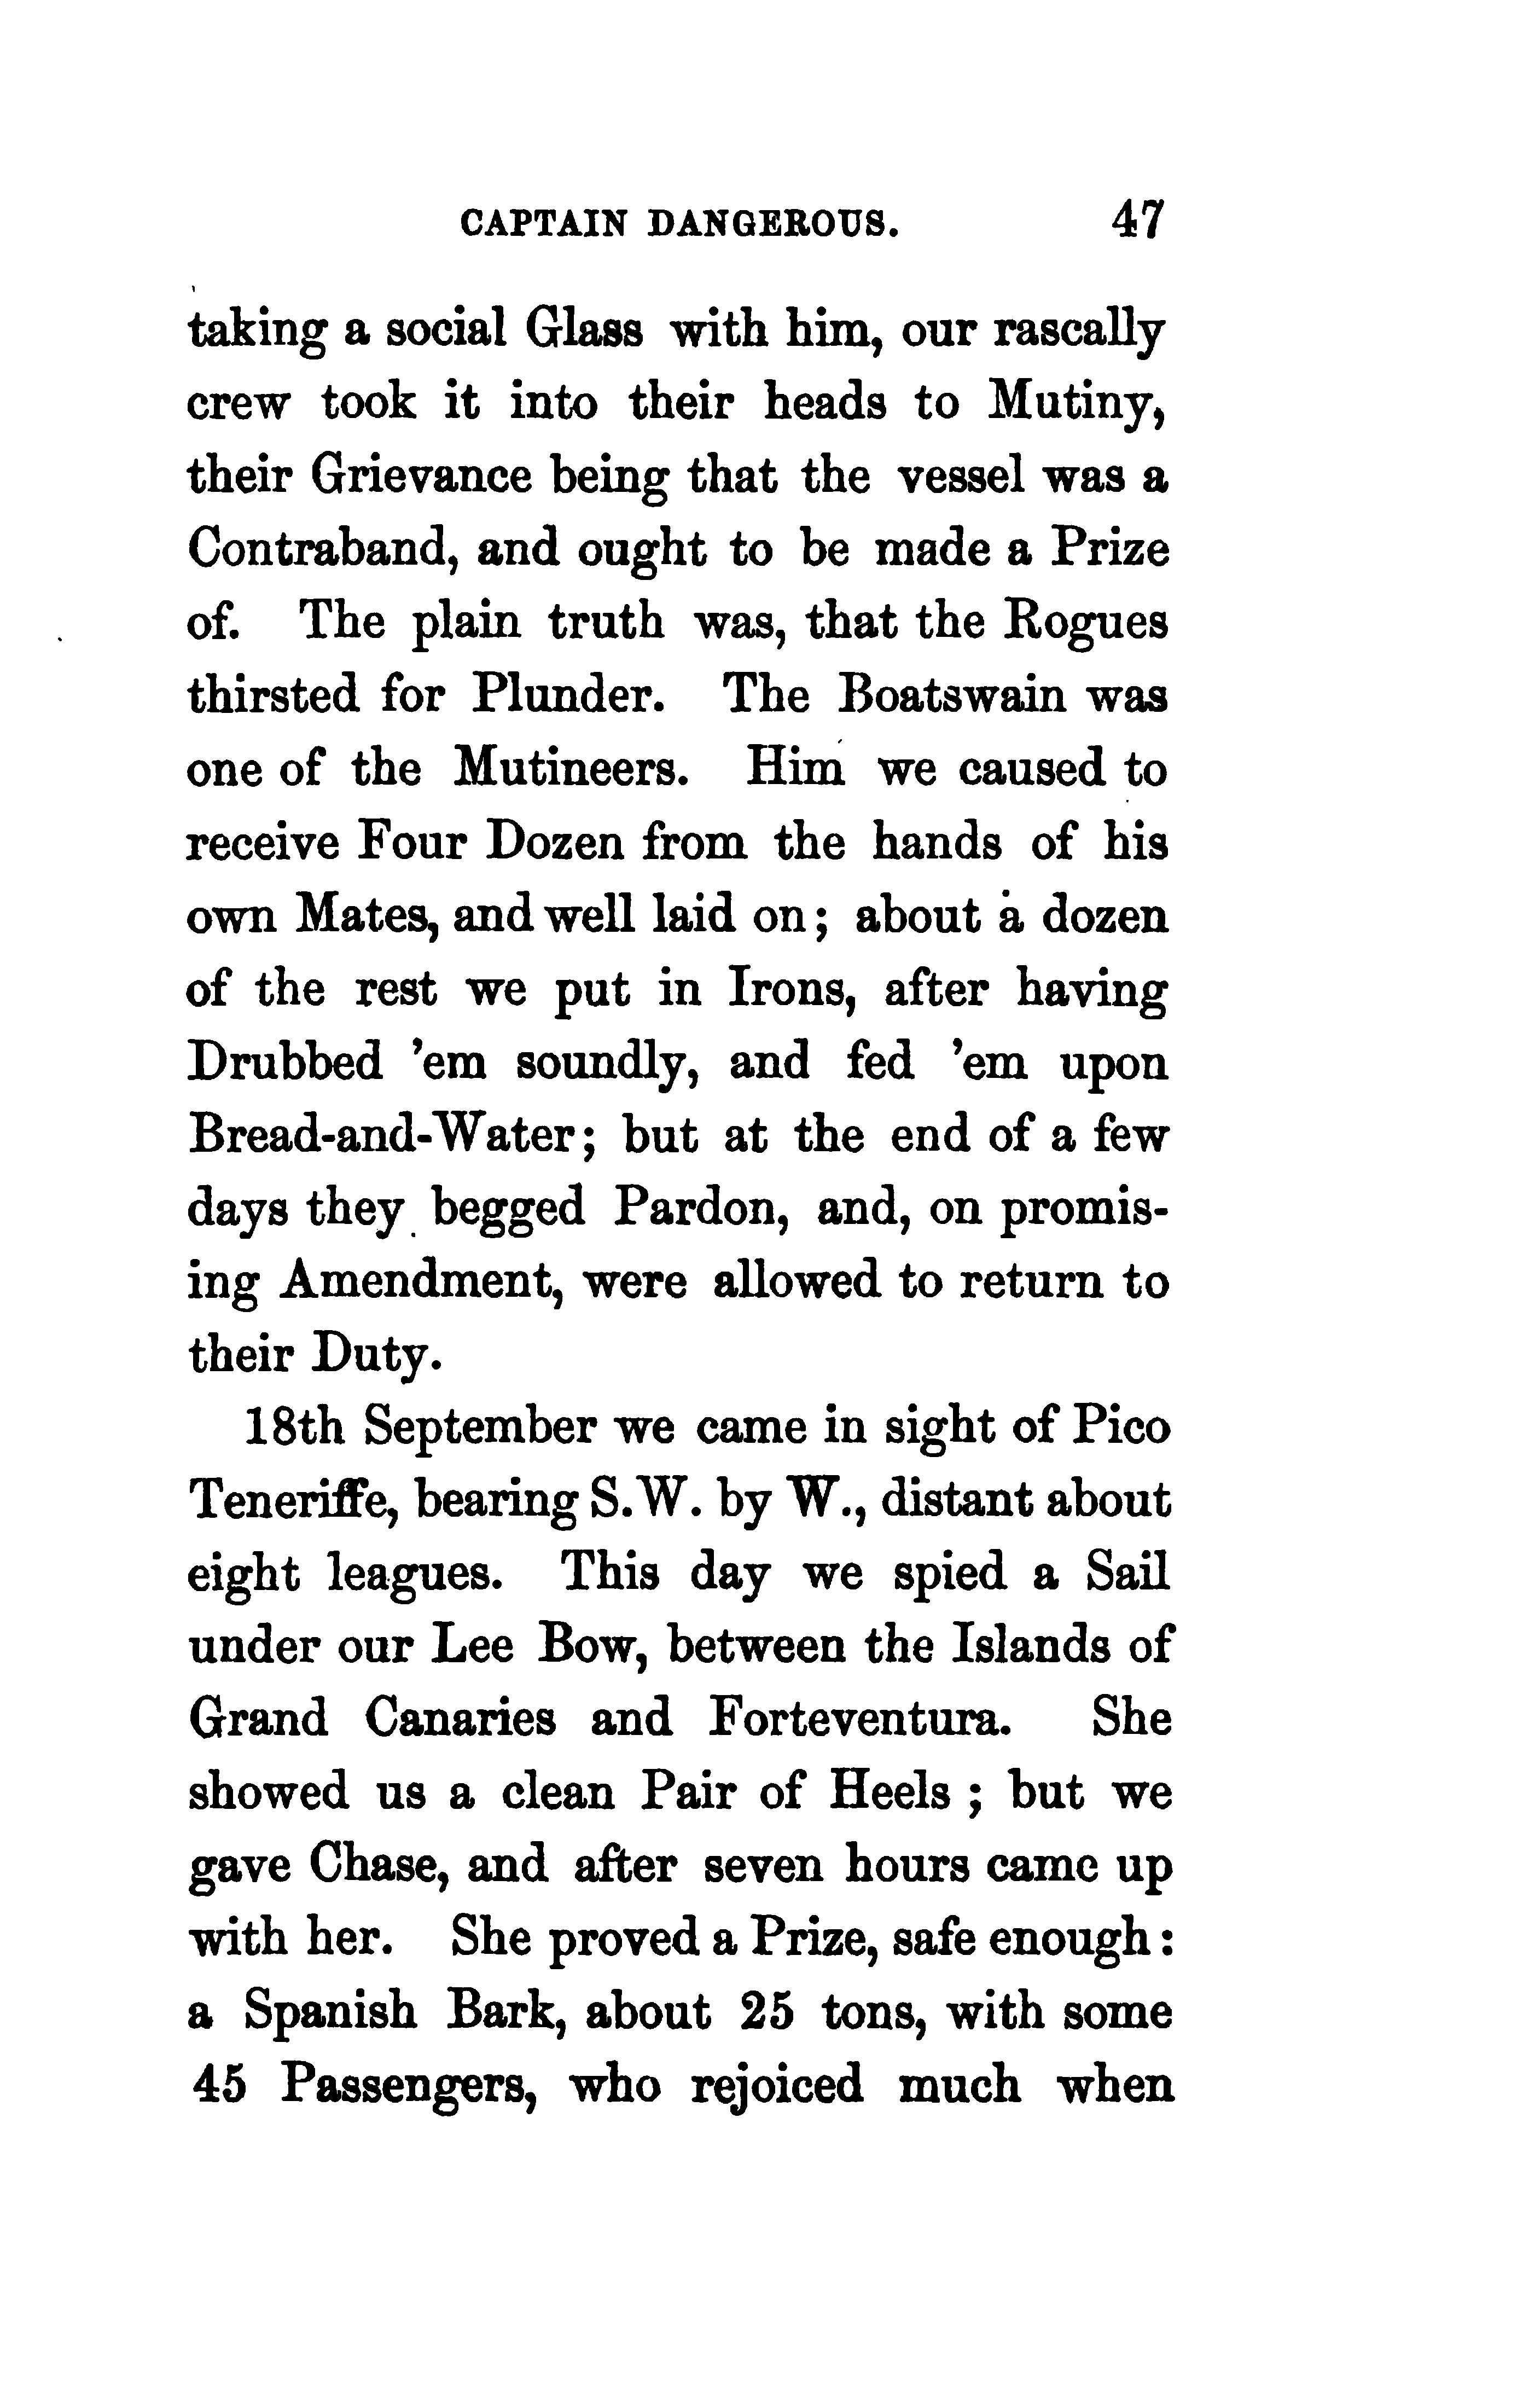 CAPTAIN DANGEROUS. 47
taking a social Glass with him, our rascally
crew took it into their heads to Mutiny,
their Grievance being that the vessel was a
Contraband, and ought to be made a Prize
of. The plain truth was, that the Rogues
thirsted for Plunder. The Boatswain was
one of the Mutineers. Him we caused to
receive Four Dozen from the hands of his
own Mates, and well laid on; about a dozen
of the rest we put in Irons, after having
Drubbed 'em soundly, and fed 'em upon
Bread-and-Water; but at the end of a few
days they begged Pardon, and, on promis-
ing Amendment, were allowed to return to
their Duty.
18th September we came in sight of Pico
Teneriffe, bearing S.W. by W., distant about
eight leagues. This day we spied a Sail
under our Lee Bow, between the Islands of
Grand Canaries and Forteventura. She
showed us a clean Pair of Heels; but we
gave Chase, and after seven hours came up
with her. She proved a Prize, safe enough:
a Spanish Bark, about 25 tons, with some
45 Passengers, who rejoiced much when